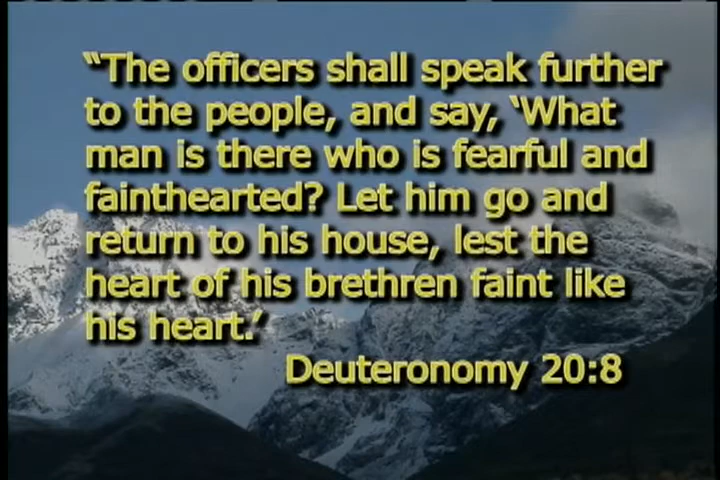 “The officers shall speak further
to the people, and say, ‘What
man is there who is fearful and
fainthearted? Let him go and
return to his house, lest the
heart of his brethren faint like
his heart.’
Deuteronomy 20:8